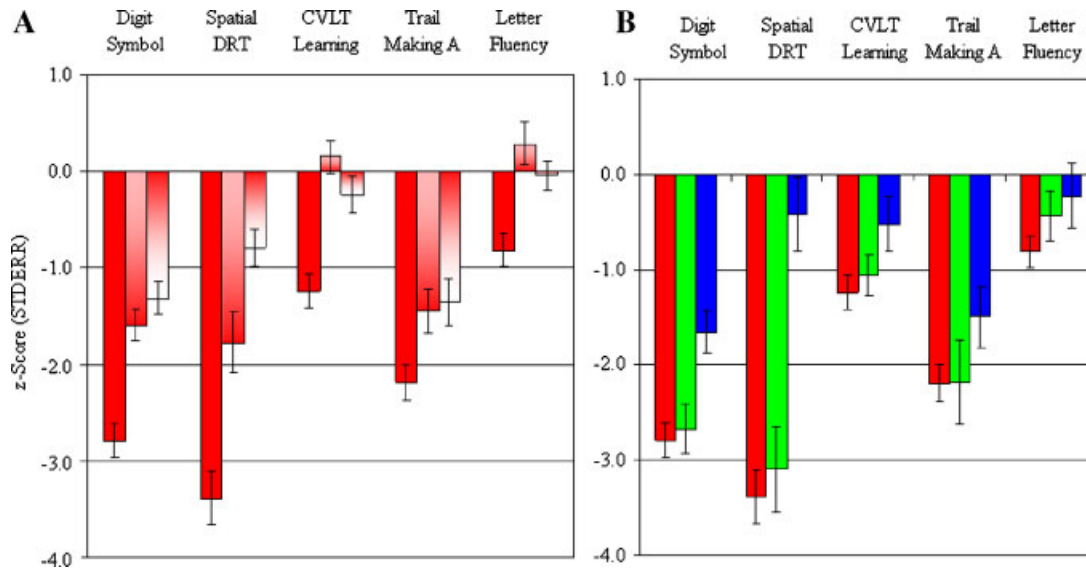 A
Digit Spatial CVLT Trail Letter
Symbol DRT Learning Making A Fluency
1.0
0.0
-1.0
-2.0
-3.0
-4.0
z-Score (STDERR)
B
Digit Spatial CVLT Trail Letter
Symbol DRT Learning Making A Fluency
1.0
0.0
-1.0
-2.0
-3.0
-4.0